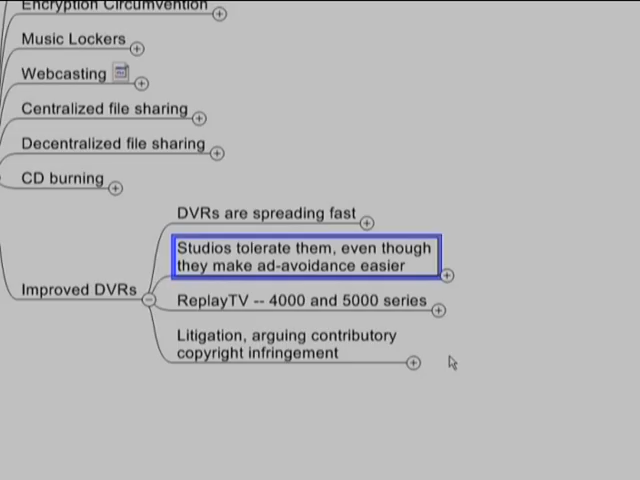 Encryption Circumvention
Music Lockers
Webcasting
Centralized file sharing
Decentralized file sharing
CD burning
DVRs are spreading fast
Studios tolerate them, even though
they make ad-avoidance easier
Improved DVRs
ReplayTV -- 4000 and 5000 series
Litigation, arguing contributory
copyright infringement